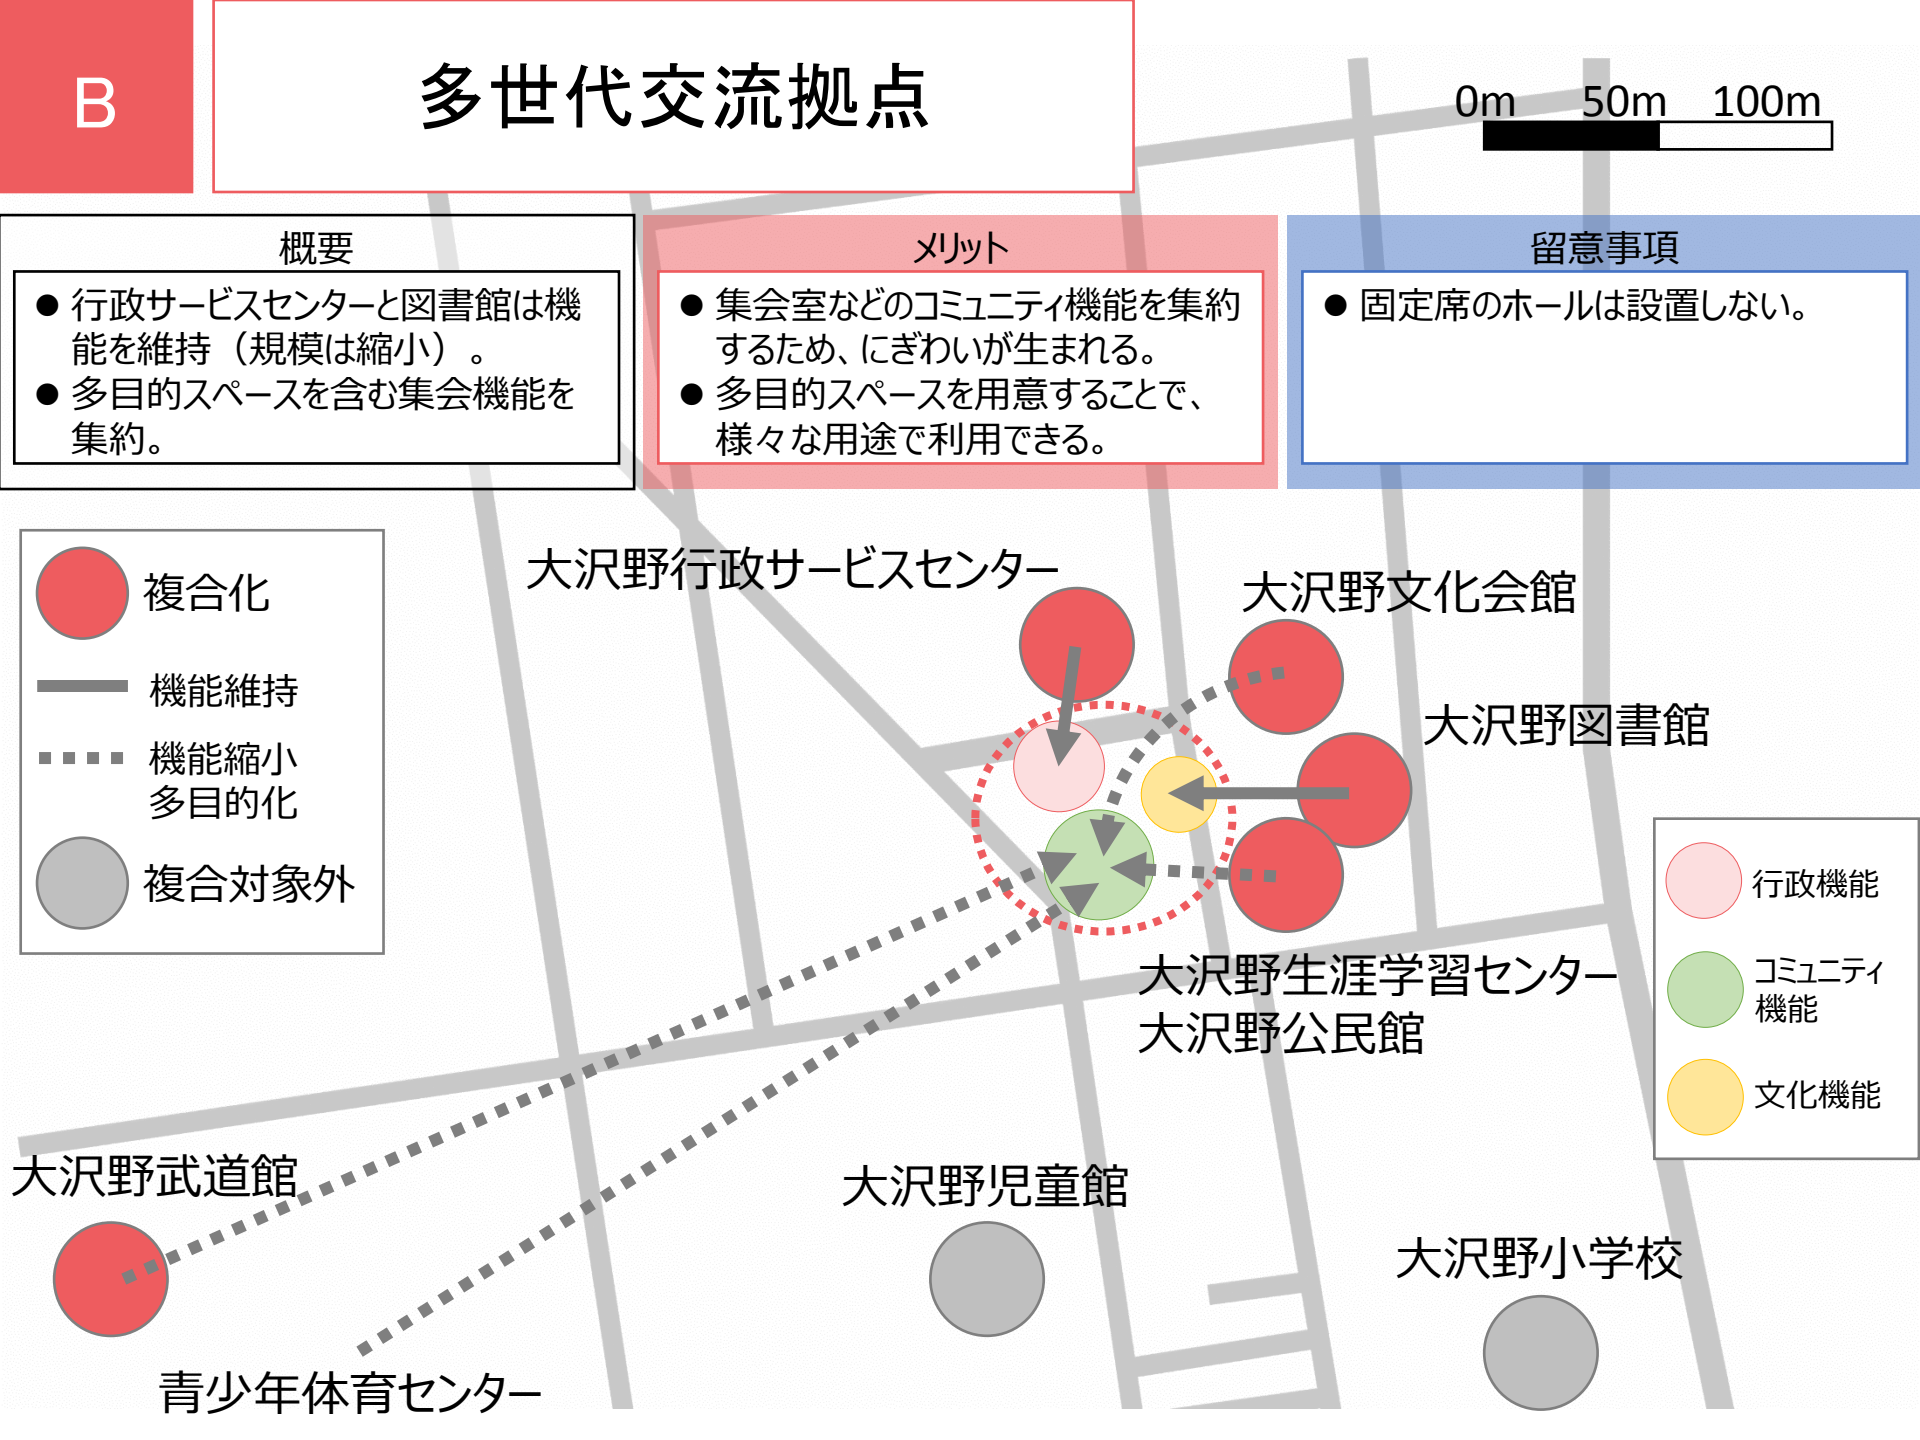 B
多世代交流拠点
0m 50m 100m
概要
● 行政サービスセンターと図書館は機
能を維持（規模は縮小）。
● 多目的スペースを含む集会機能を
集約。
メリット
● 集会室などのコミュニティ機能を集約
するため、にぎわいが生まれる。
● 多目的スペースを用意することで、
様々な用途で利用できる。
留意事項
● 固定席のホールは設置しない。
複合化
機能維持
機能縮小
多目的化
複合対象外
大沢野行政サービスセンター
大沢野文化会館
大沢野図書館
大沢野生涯学習センター
大沢野公民館
行政機能
コミュニティ
機能
文化機能
大沢野武道館
大沢野児童館
大沢野小学校
青少年体育センター